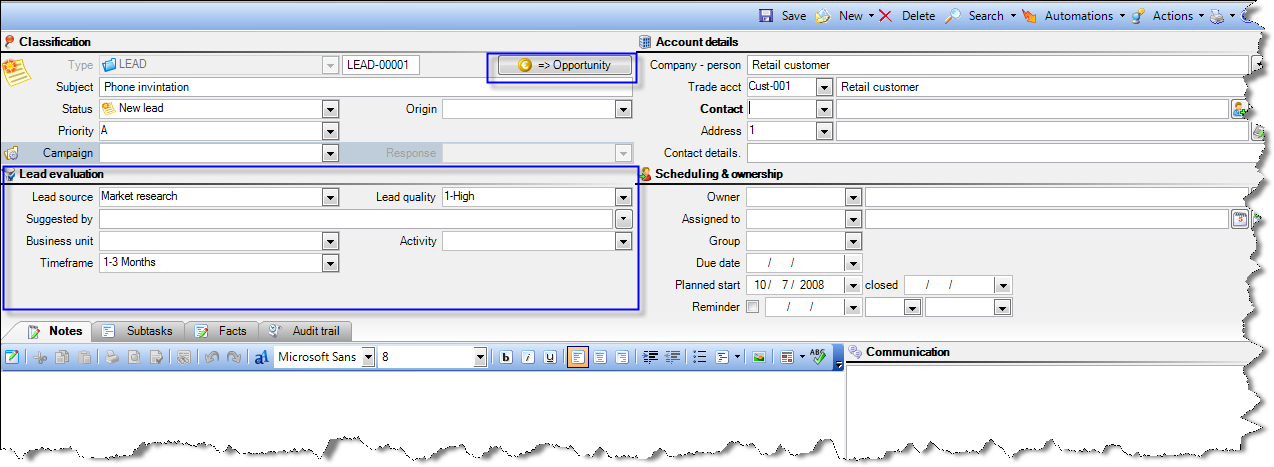 Save New Delete Search Automations Actions
Classification
Type LEAD LEAD-00001 => Opportunity
Subject Phone invintation
Status New lead Origin
Priority A
Campaign Response
Lead evaluation
Lead source Market research Lead quality 1-High
Suggested by
Business unit Activity
Timeframe 1-3 Months
Account details
Company - person Retail customer
Trade acct Cust-001 Retail customer
Contact
Address 1
Contact details.
Scheduling & ownership
Owner
Assigned to
Group
Due date / /
Planned start 10 / 7 / 2008 closed / /
Reminder / /
Notes Subtasks Facts Audit trail
Microsoft Sans 8 b i u ABC
Communication